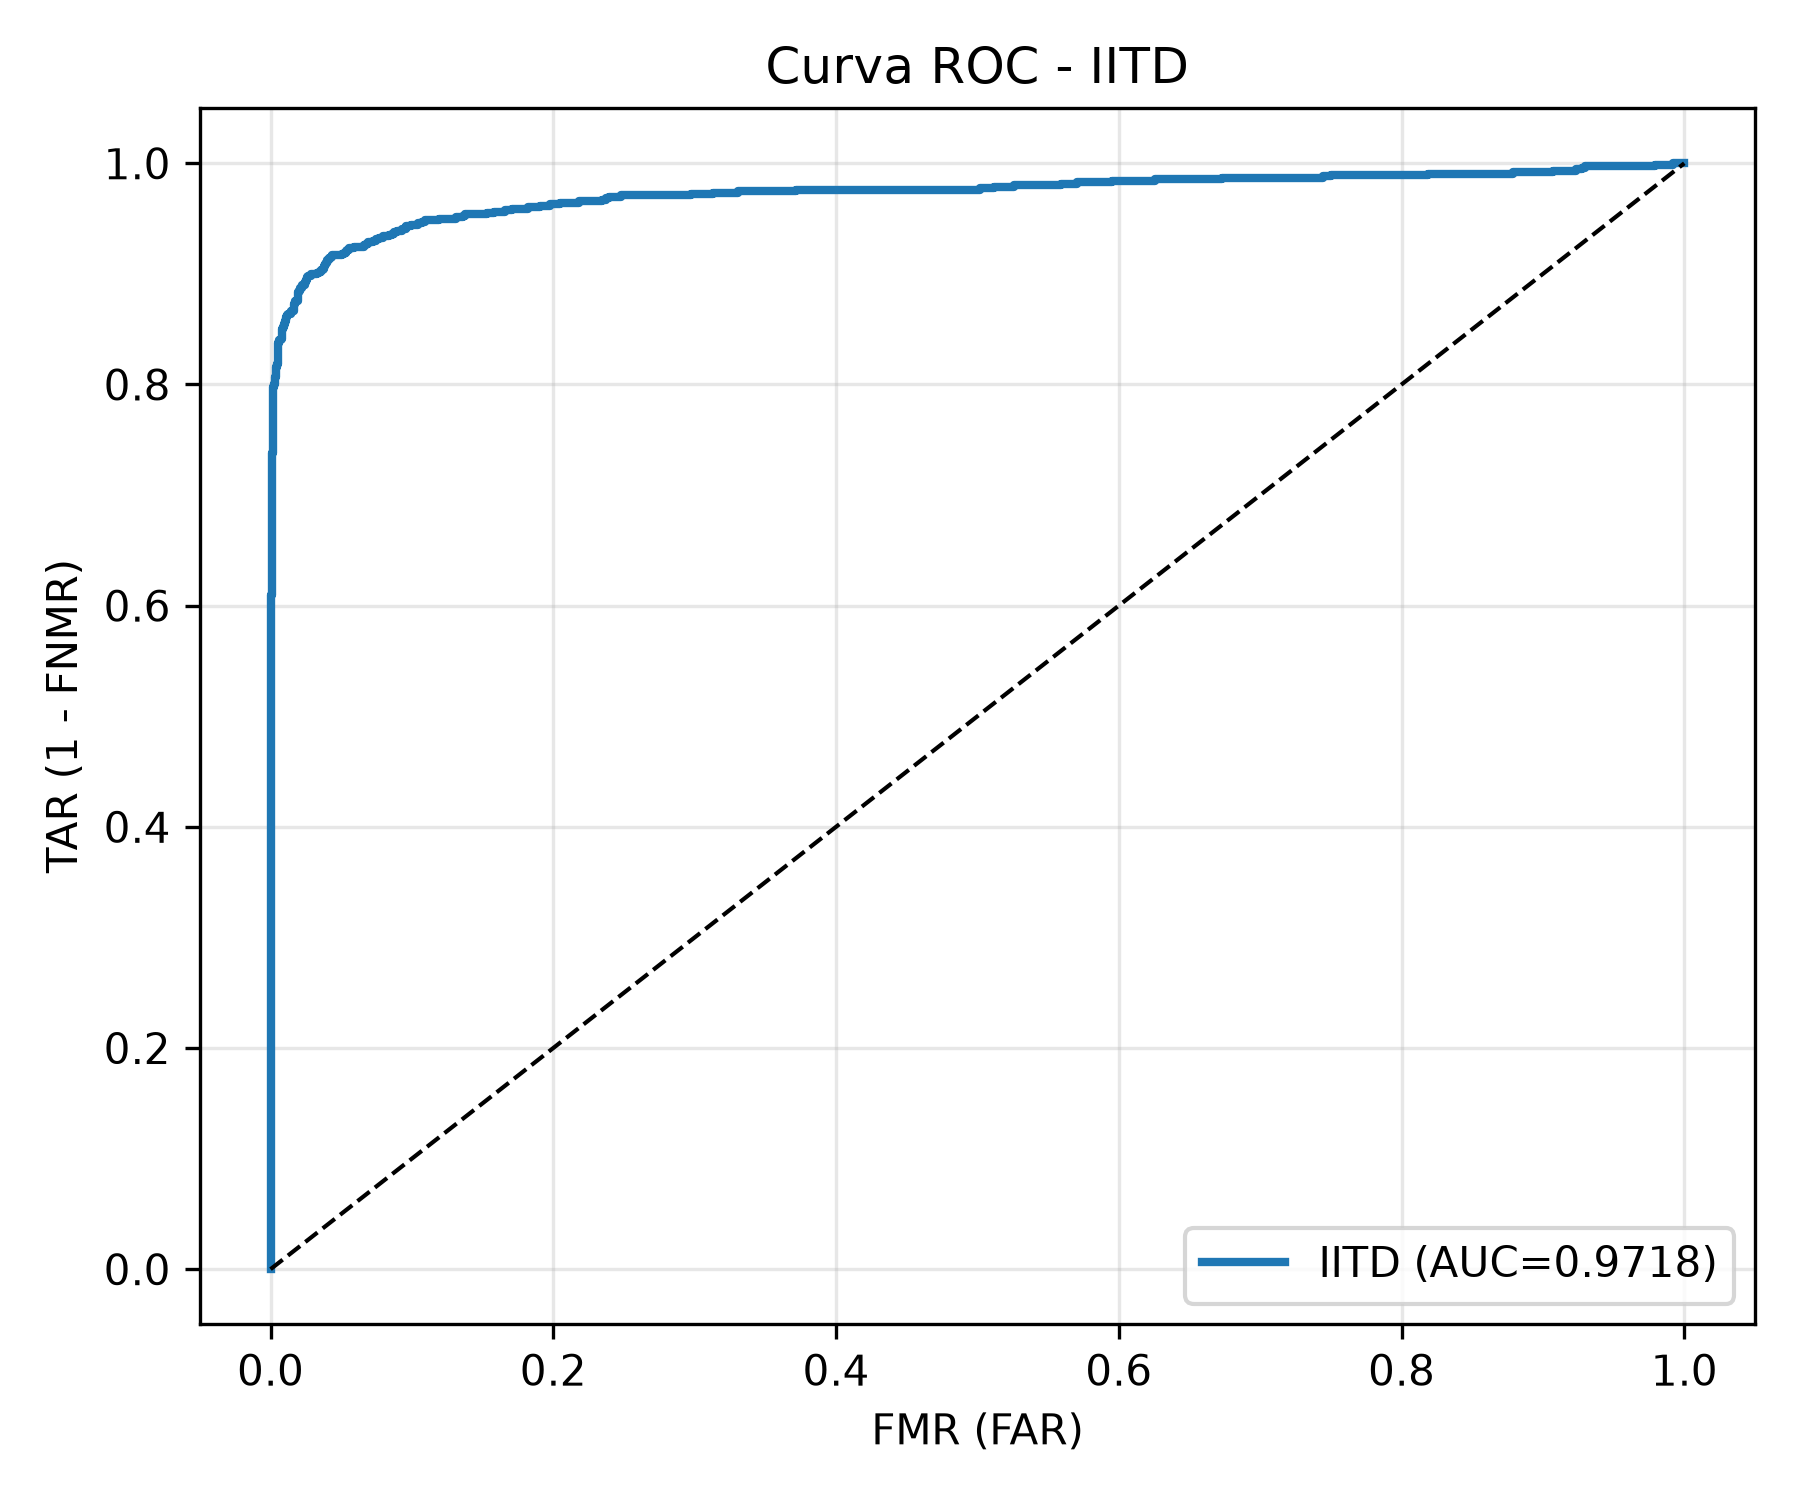 Curva ROC - IITD
1.0
0.8
0.6
0.4
0.2
0.0
TAR (1 - FNMR)
IITD (AUC=0.9718)
0.0 0.2 0.4 0.6 0.8 1.0
FMR (FAR)